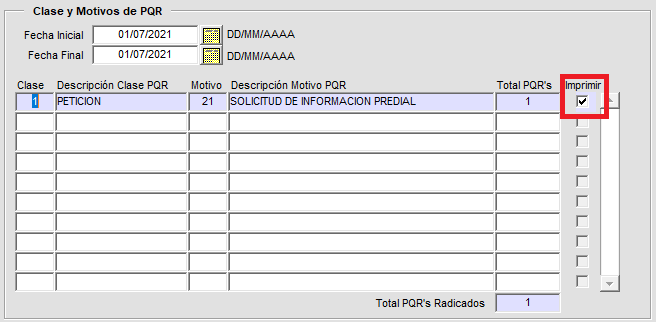 Clase y Motivos de PQR
Fecha Inicial 01/07/2021 DD/MM/AAAA
Fecha Final 01/07/2021 DD/MM/AAAA
Clase Descripción Clase PQR Motivo Descripción Motivo PQR Total PQR's Imprimir
1 PETICION 21 SOLICITUD DE INFORMACION PREDIAL 1
Total PQR's Radicados 1